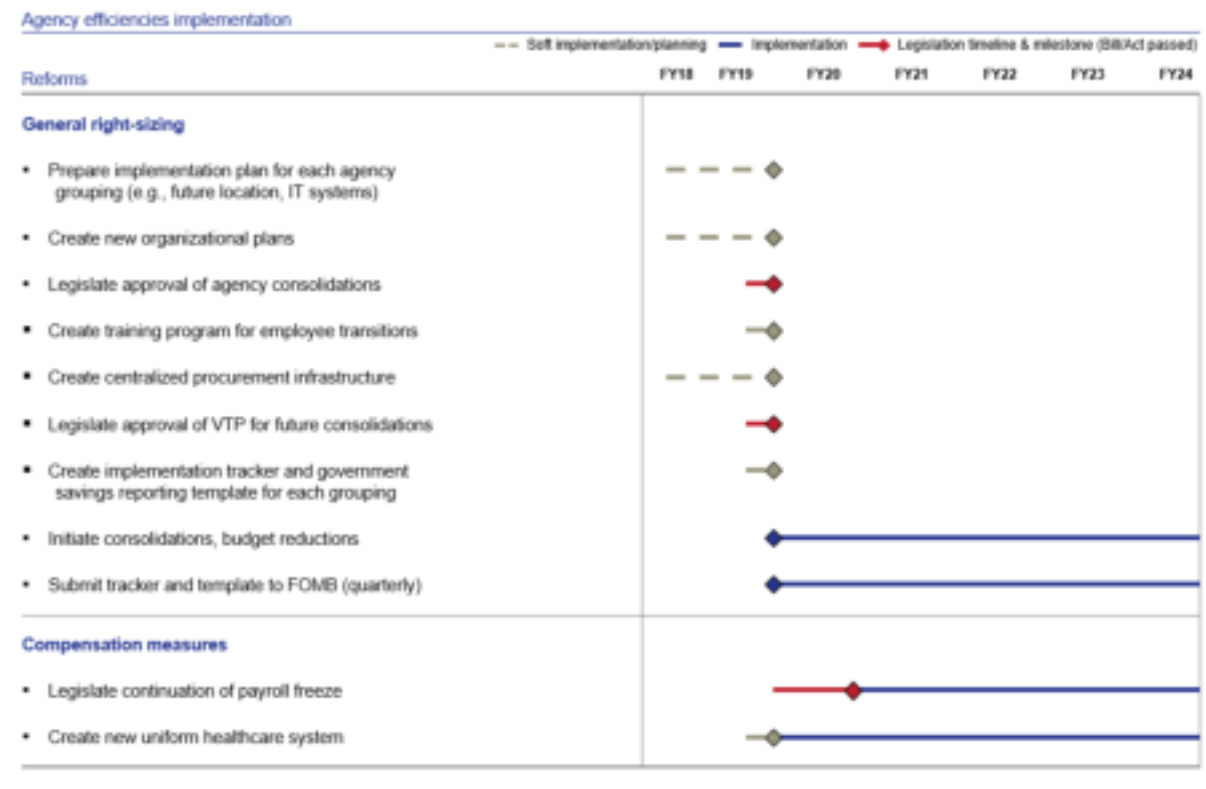 Agency efficiencies implementation
Soft implementation/planning Implementation Legislation timeline & milestone (Bill/Act passed)
Reforms FY18 FY19 FY20 FY21 FY22 FY23 FY24
General right-sizing
▪ Prepare implementation plan for each agency
grouping (e.g., future location, IT systems)
▪ Create new organizational plans
▪ Legislate approval of agency consolidations
▪ Create training program for employee transitions
▪ Create centralized procurement infrastructure
▪ Legislate approval of VTP for future consolidations
▪ Create implementation tracker and government
savings reporting template for each grouping
▪ Initiate consolidations, budget reductions
▪ Submit tracker and template to FOMB (quarterly)
Compensation measures
▪ Legislate continuation of payroll freeze
▪ Create new uniform healthcare system